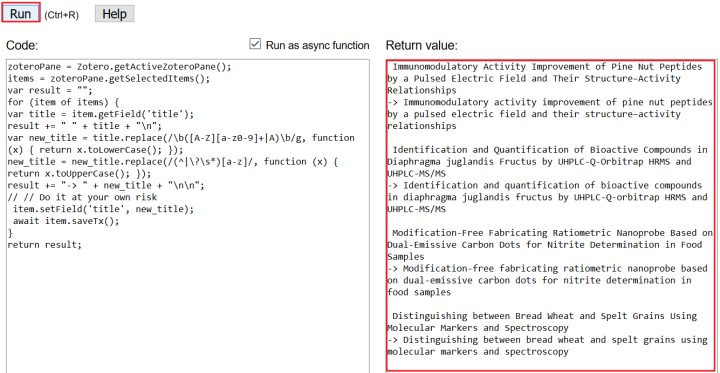 Run (Ctrl+R) Help
Code:
Run as async function
Return value:
zoteroPane = Zotero.getActiveZoteroPane();
items = zoteroPane.getSelectedItems();
var result = "";
for (item of items) {
var title = item.getField('title');
result += " " + title + "\n";
var new_title = title.replace(/\b([A-Z][a-z0-9]+|A)\b/g, function
(x) { return x.toLowerCase(); });
new_title = new_title.replace(/(^|\?\s*)[a-z]/, function (x) {
return x.toUpperCase(); });
result += "-> " + new_title + "\n\n";
// // Do it at your own risk
item.setField('title', new_title);
await item.saveTx();
}
return result;
Immunomodulatory Activity Improvement of Pine Nut Peptides
by a Pulsed Electric Field and Their Structure–Activity
Relationships
-> Immunomodulatory activity improvement of pine nut peptides
by a pulsed electric field and their structure–activity
relationships
Identification and Quantification of Bioactive Compounds in
Diaphragma juglandis Fructus by UHPLC-Q-Orbitrap HRMS and
UHPLC-MS/MS
-> Identification and quantification of bioactive compounds
in diaphragma juglandis fructus by UHPLC-Q-orbitrap HRMS and
UHPLC-MS/MS
Modification-Free Fabricating Ratiometric Nanoprobe Based on
Dual-Emissive Carbon Dots for Nitrite Determination in Food
Samples
-> Modification-free fabricating ratiometric nanoprobe based
on dual-emissive carbon dots for nitrite determination in
food samples
Distinguishing between Bread Wheat and Spelt Grains Using
Molecular Markers and Spectroscopy
-> Distinguishing between bread wheat and spelt grains using
molecular markers and spectroscopy